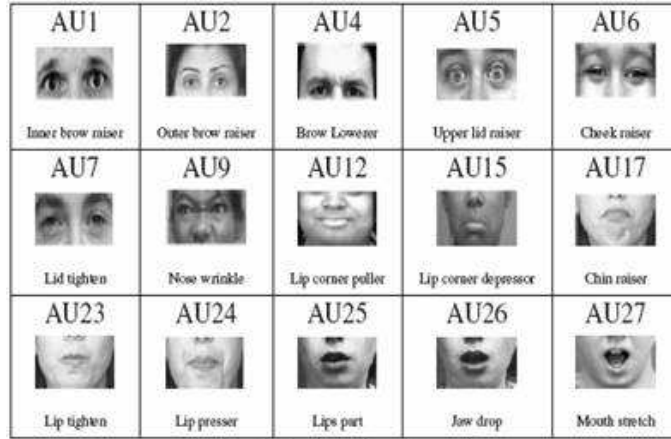 AU1 AU2 AU4 AU5 AU6
Inner brow raiser Outer brow raiser Brow Lowerer Upper lid raiser Cheek raiser
AU7 AU9 AU12 AU15 AU17
Lid tighten Nose wrinkle Lip corner puller Lip corner depressor Chin raiser
AU23 AU24 AU25 AU26 AU27
Lip tighten Lip presser Lips part Jaw drop Mouth stretch